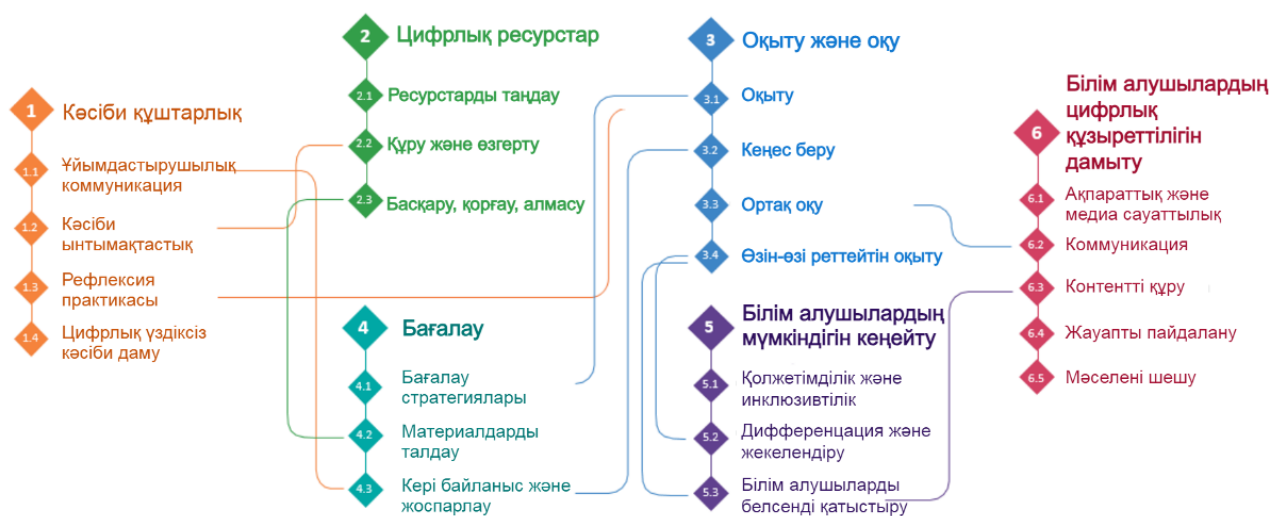 1
Кәсіби құштарлық
1.1
Ұйымдастырушылық
коммуникация
1.2
Кәсіби
ынтымақтастық
1.3
Рефлексия
практикасы
1.4
Цифрлық үздіксіз
кәсіби даму
2
Цифрлық ресурстар
2.1
Ресурстарды таңдау
2.2
Құру және өзгерту
2.3
Басқару, қорғау, алмасу
3
Оқыту және оқу
3.1
Оқыту
3.2
Кеңес беру
3.3
Ортақ оқу
3.4
Өзін-өзі реттейтін оқыту
4
Бағалау
4.1
Бағалау
стратегиялары
4.2
Материалдарды
талдау
4.3
Кері байланыс және
жоспарлау
5
Білім алушылардың
мүмкіндігін кеңейту
5.1
Қолжетімділік және
инклюзивтілік
5.2
Дифференцация және
жекелендіру
5.3
Білім алушыларды
белсенді қатыстыру
6
Білім алушылардың
цифрлық
құзыреттілігін
дамыту
6.1
Ақпараттық және
медиа сауаттылық
6.2
Коммуникация
6.3
Контентті құру
6.4
Жауапты пайдалану
6.5
Мәселені шешу